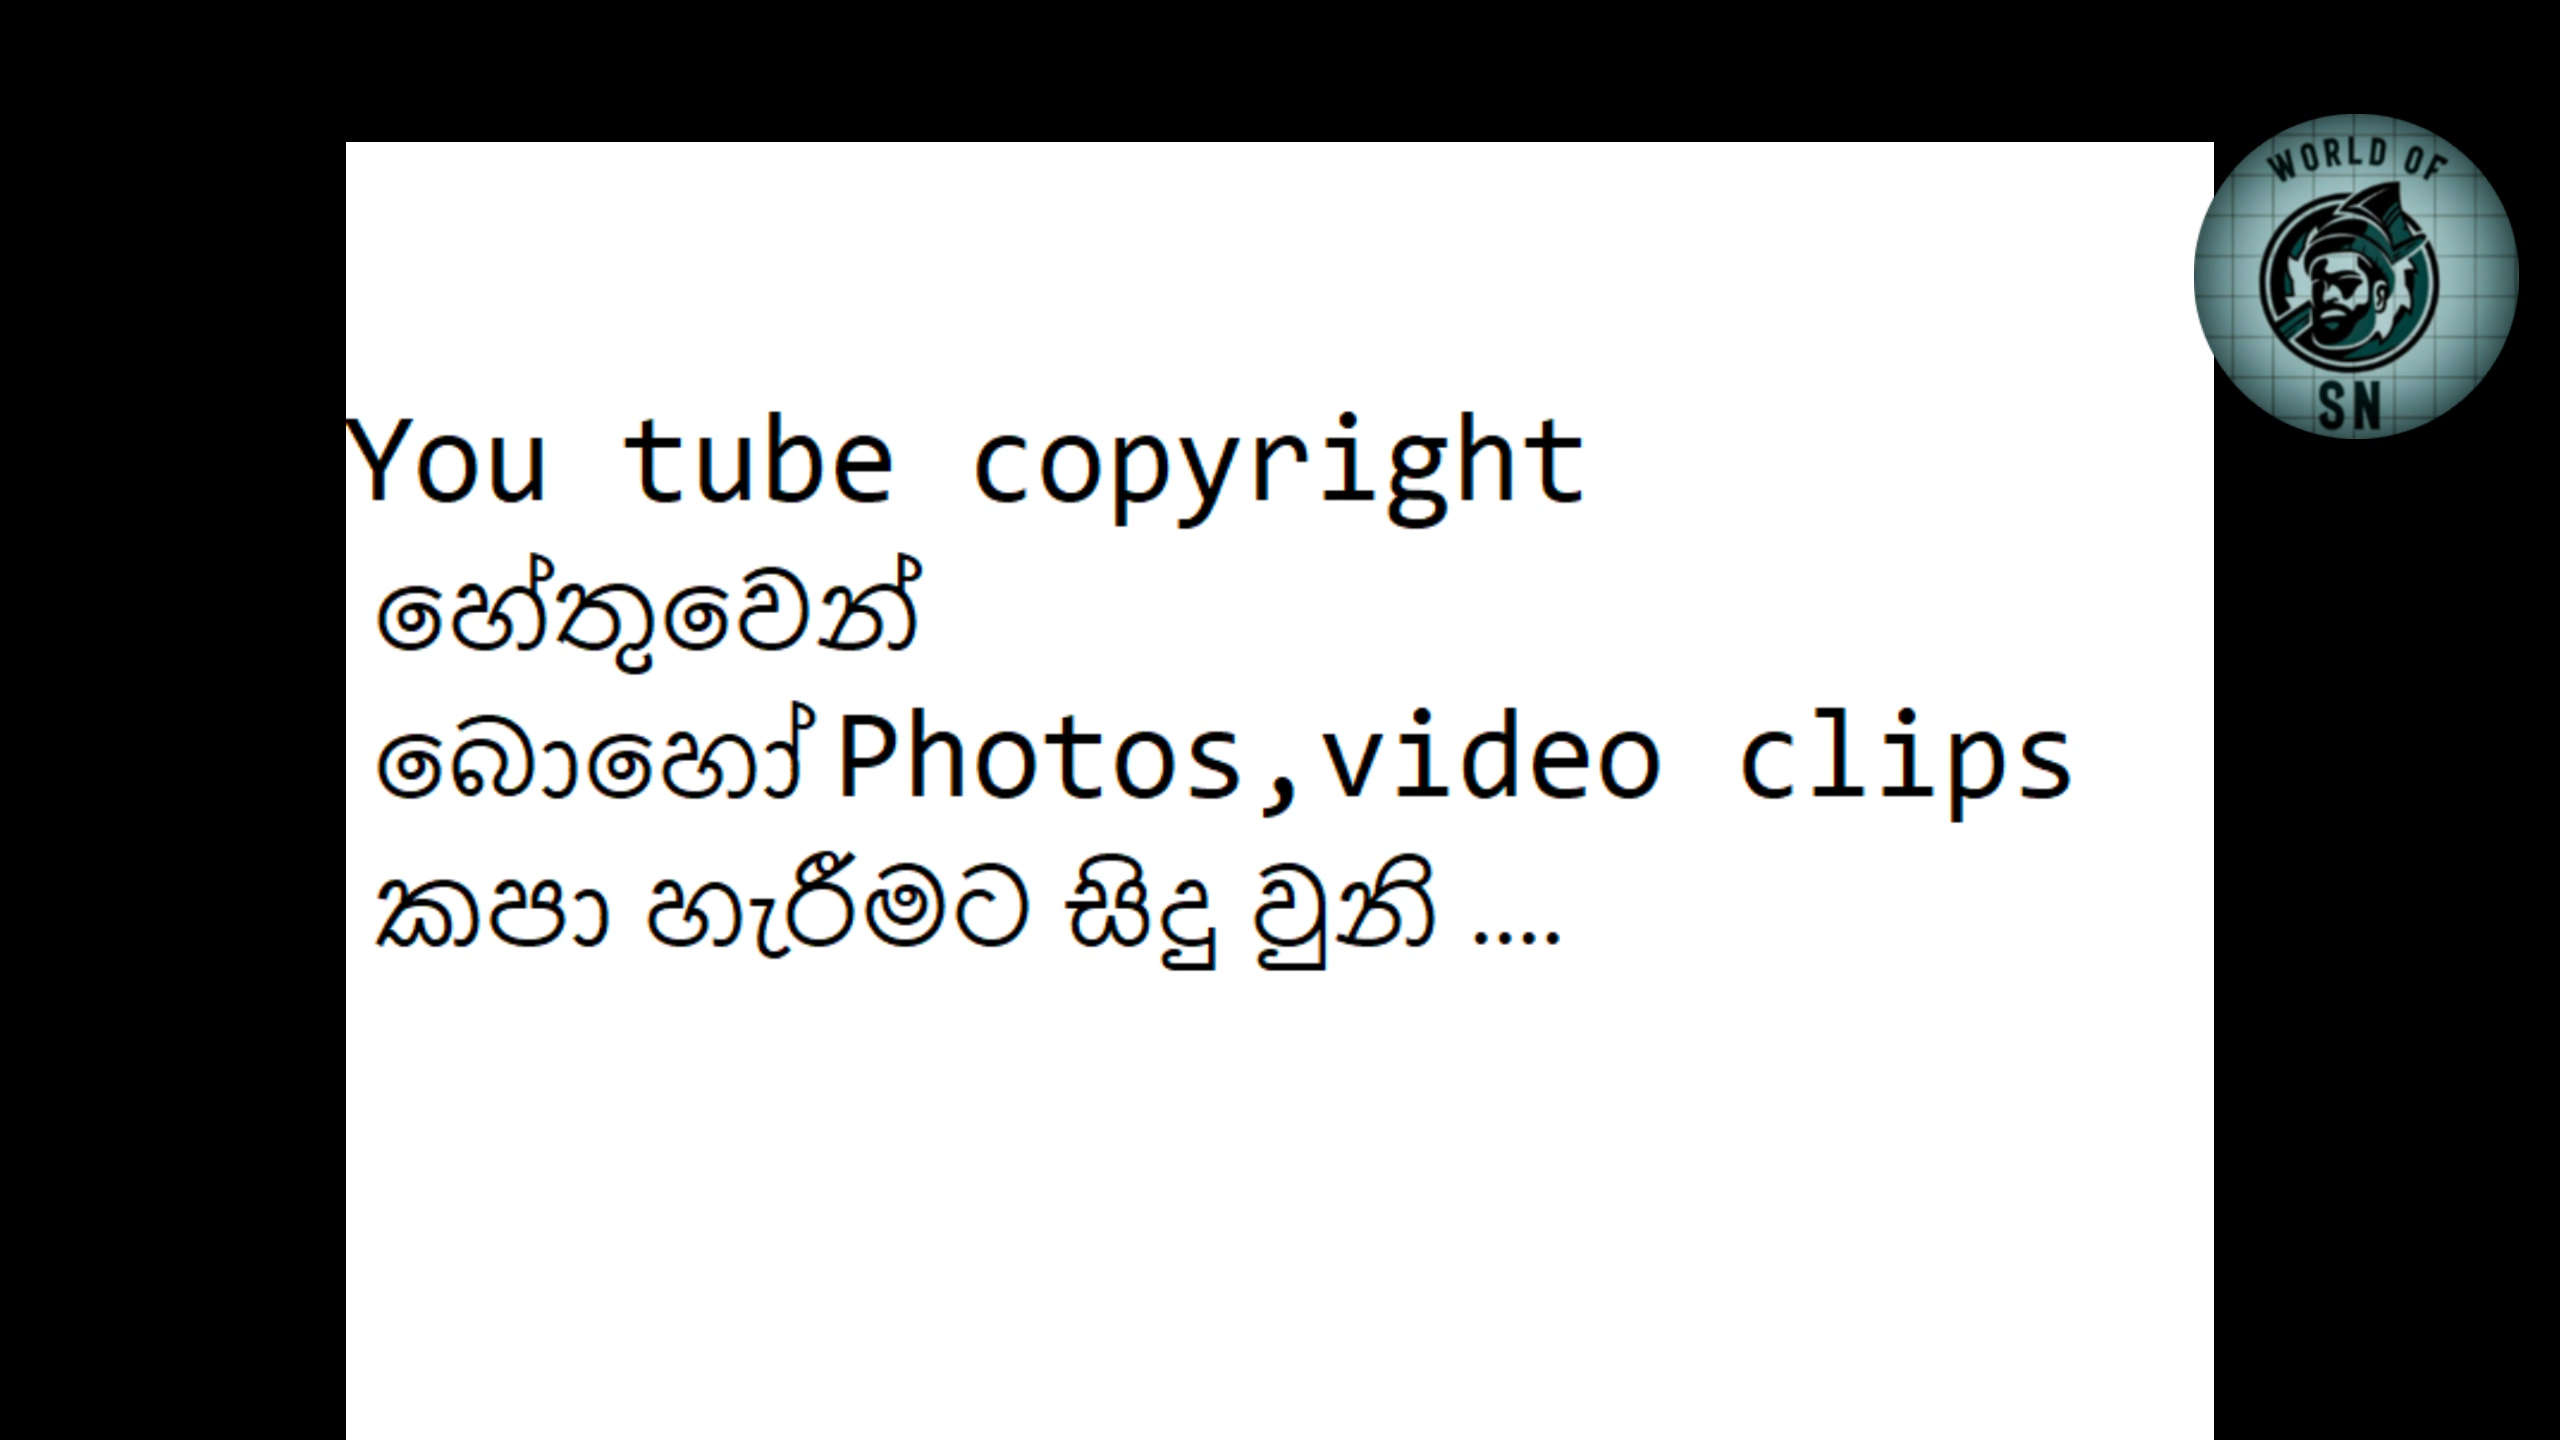 WORLD OF
SN
You tube copyright
හේතුවෙන්
බොහෝ Photos,video clips
කපා හැරීමට සිදු වුනි ....